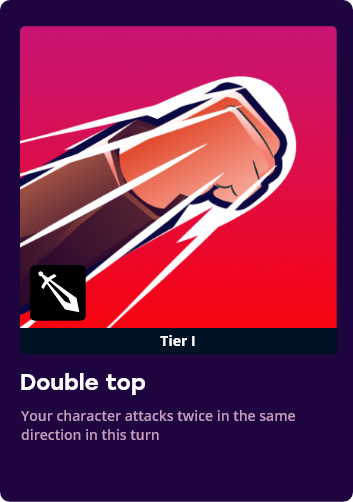 Tier I
Double top
Your character attacks twice in the same
direction in this turn